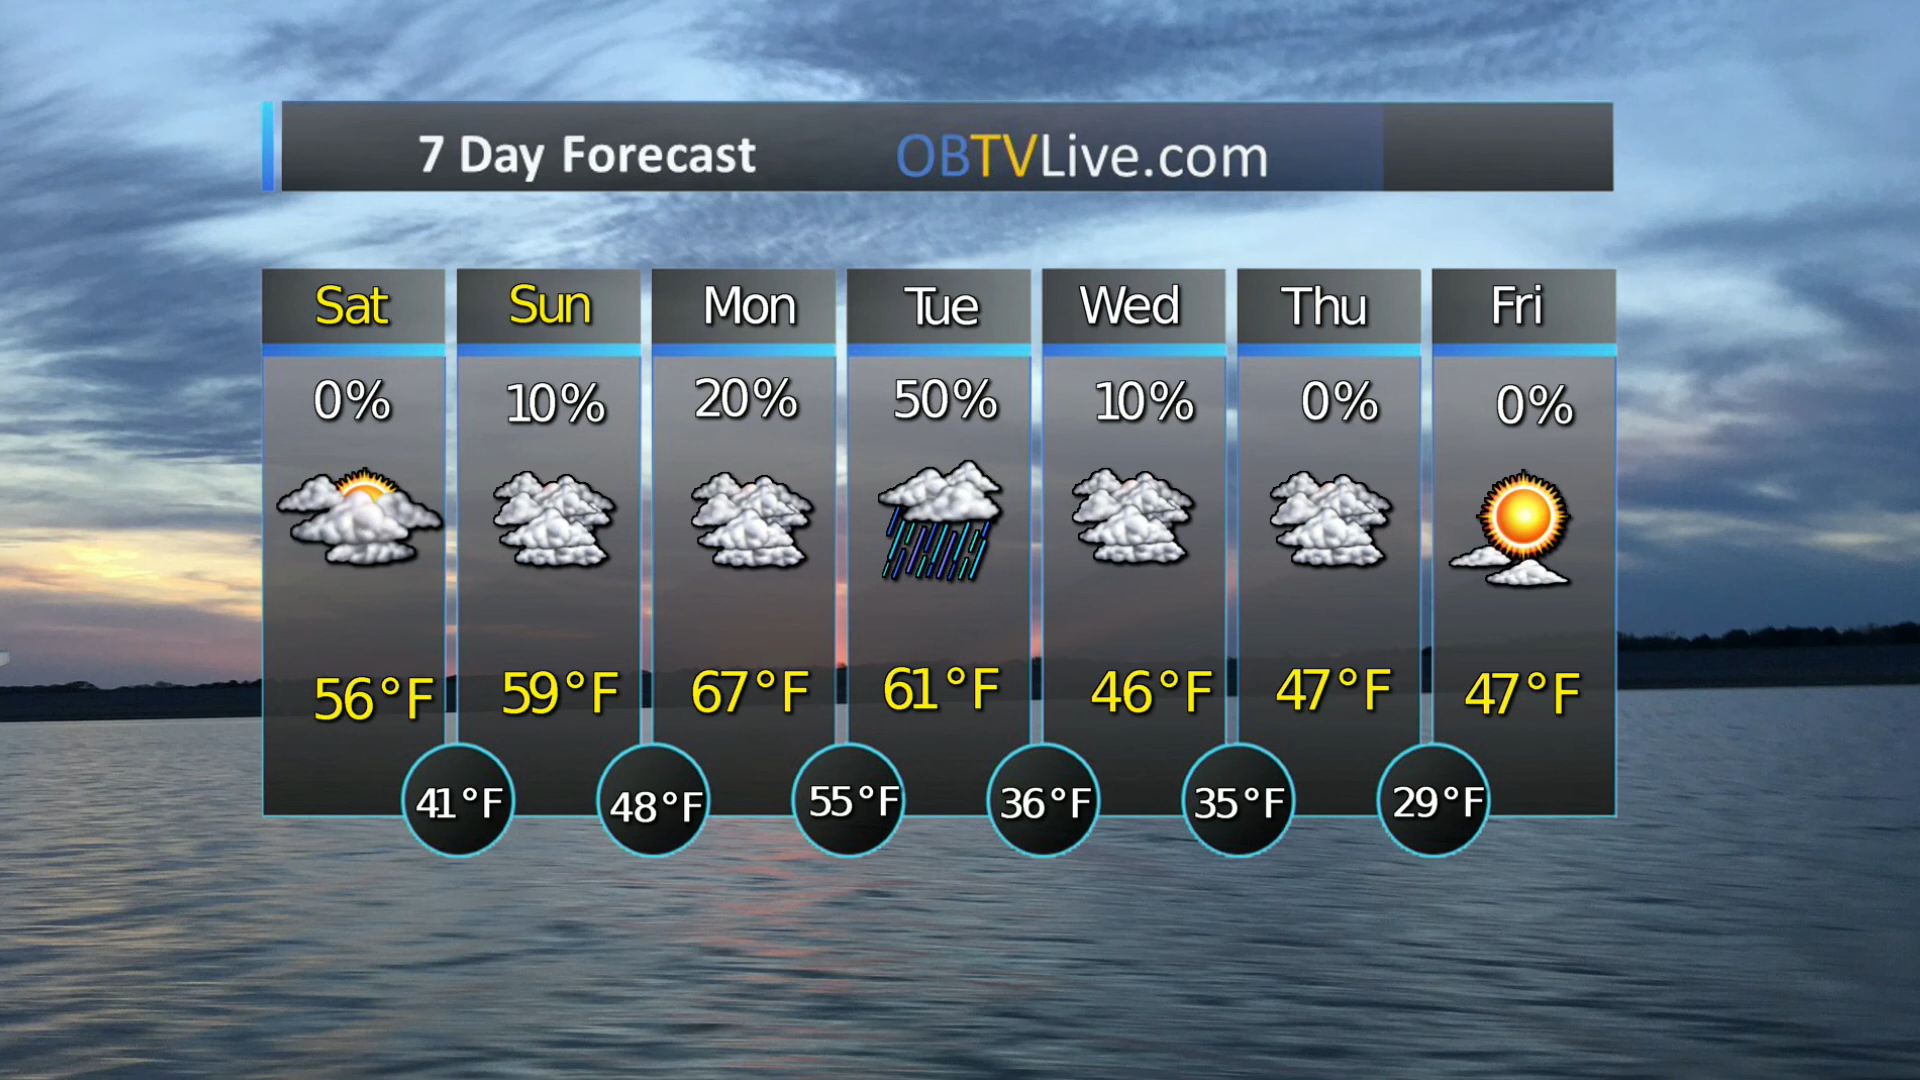 7 Day Forecast OBTVLive.com
Sat Sun Mon Tue Wed Thu Fri
0% 10% 20% 50% 10% 0% 0%
56°F 59°F 67°F 61°F 46°F 47°F 47°F
41°F 48°F 55°F 36°F 35°F 29°F